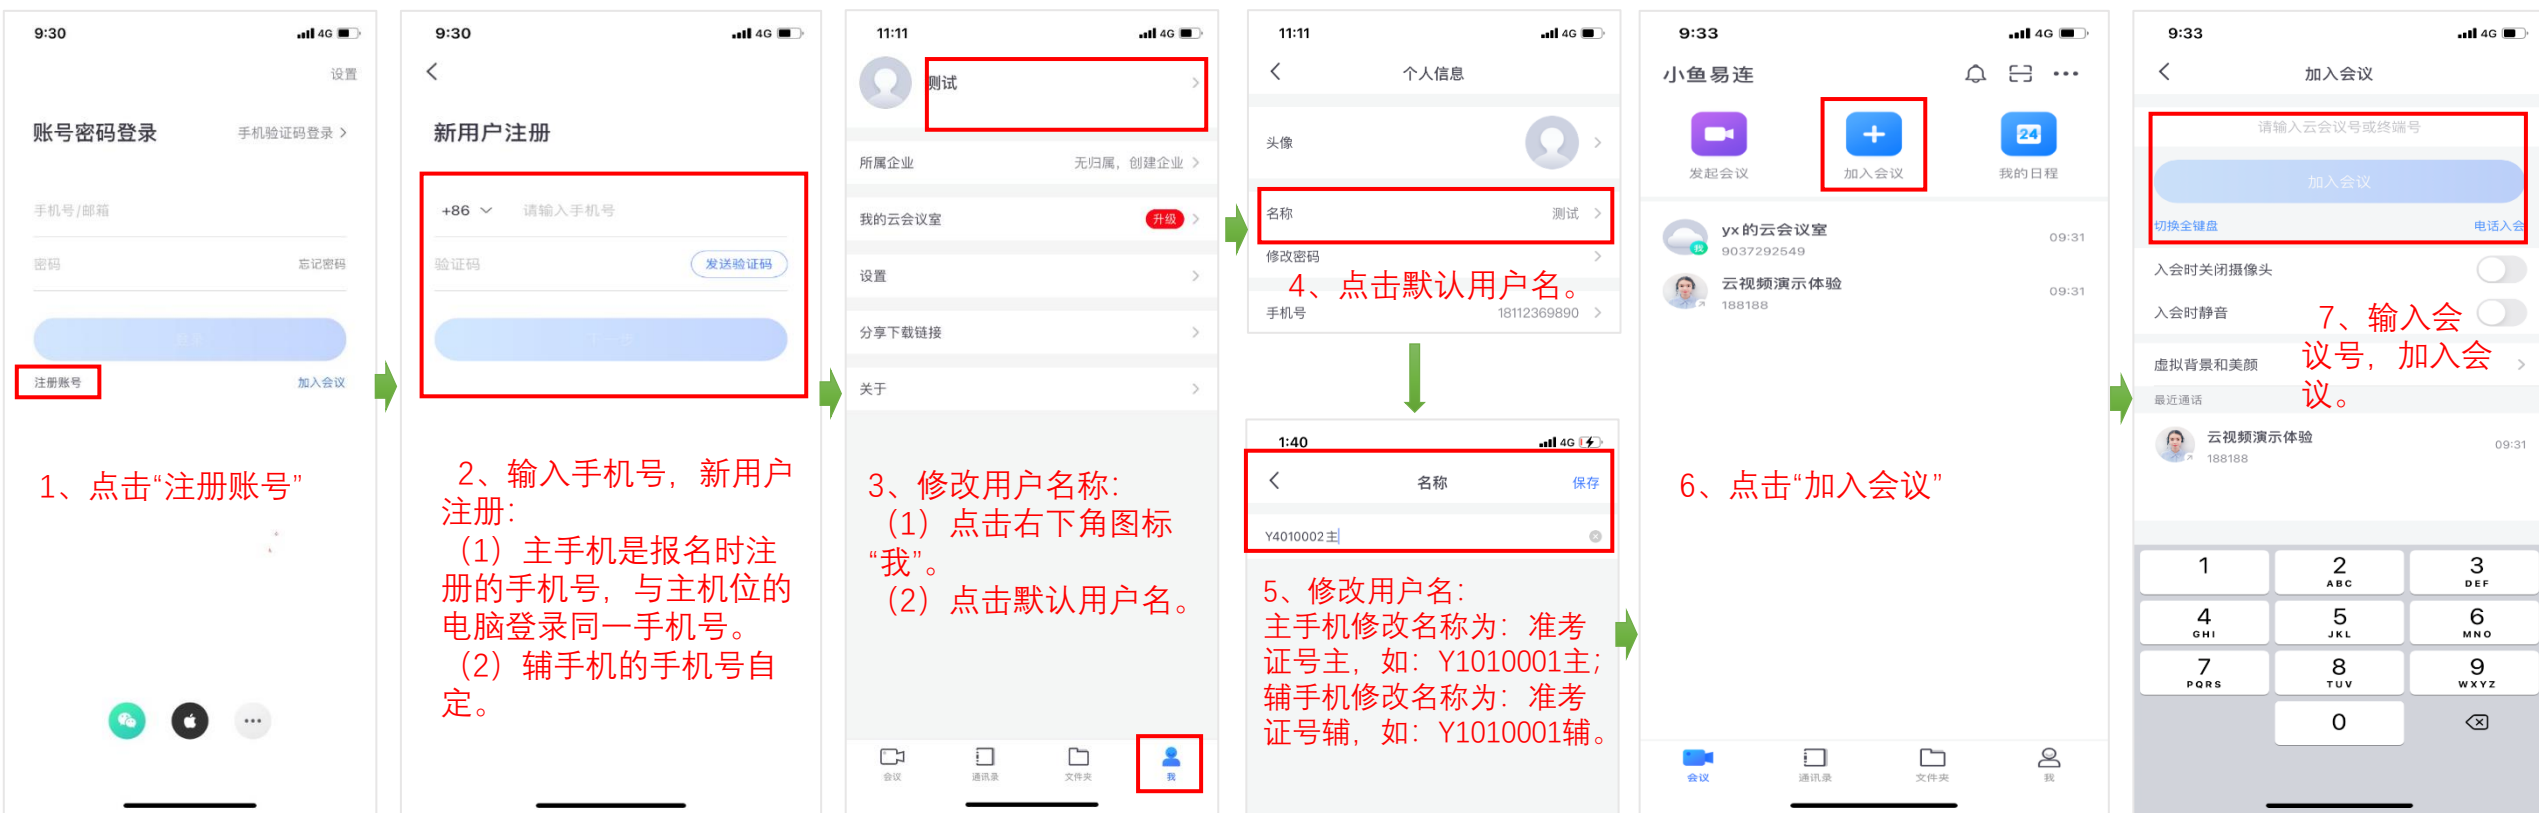 9:30
4G
设置
账号密码登录
手机验证码登录 >
手机号/邮箱
密码
忘记密码
登录
注册账号
加入会议
1、点击“注册账号”
9:30
4G
新用户注册
+86
请输入手机号
验证码
发送验证码
下一步
2、输入手机号，新用户
注册：
（1）主手机是报名时注
册的手机号，与主机位的
电脑登录同一手机号。
（2）辅手机的手机号自
定。
11:11
4G
测试
所属企业
无归属，创建企业
我的云会议室
升级
设置
分享下载链接
关于
3、修改用户名称：
（1）点击右下角图标
“我”。
（2）点击默认用户名。
会议
通讯录
文件夹
我
11:11
4G
个人信息
头像
名称
测试
修改密码
4、点击默认用户名。
手机号
18112369890
1:40
4G
名称
保存
Y4010002主
5、修改用户名：
主手机修改名称为：准考
证号主，如：Y1010001主；
辅手机修改名称为：准考
证号辅，如：Y1010001辅。
9:33
4G
小鱼易连
24
发起会议
加入会议
我的日程
yx的云会议室
我
9037292549
09:31
云视频演示体验
188188
09:31
6、点击“加入会议”
会议
通讯录
文件夹
我
9:33
4G
加入会议
请输入云会议号或终端号
加入会议
切换全键盘
电话入会
入会时关闭摄像头
入会时静音
7、输入会
议号，加入会
议。
虚拟背景和美颜
最近通话
云视频演示体验
188188
09:31
1
2
ABC
3
DEF
4
GHI
5
JKL
6
MNO
7
PQRS
8
TUV
9
WXYZ
0